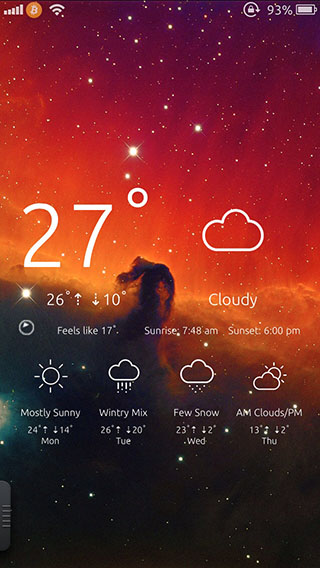 93%
27°
26°↑ ↓10°
Cloudy
Feels like 17° Sunrise: 7:48 am Sunset: 6:00 pm
Mostly Sunny Wintry Mix Few Snow AM Clouds/PM
24°↑ ↓14° 26°↑ ↓20° 23°↑ ↓2° 13°↑ ↓2°
Mon Tue Wed Thu